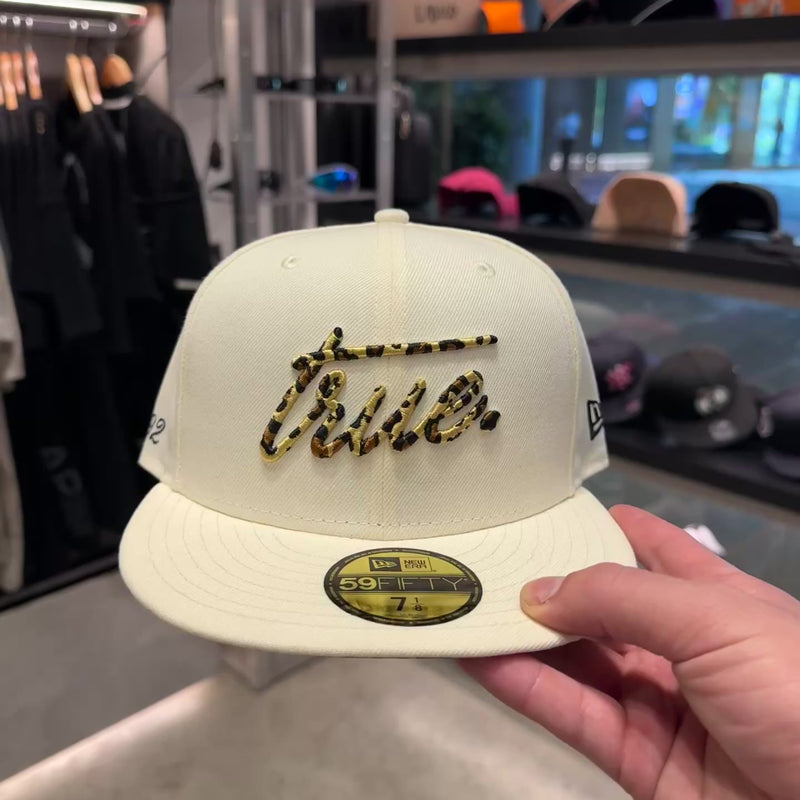 true.
NEW ERA
59FIFTY
7 1/8